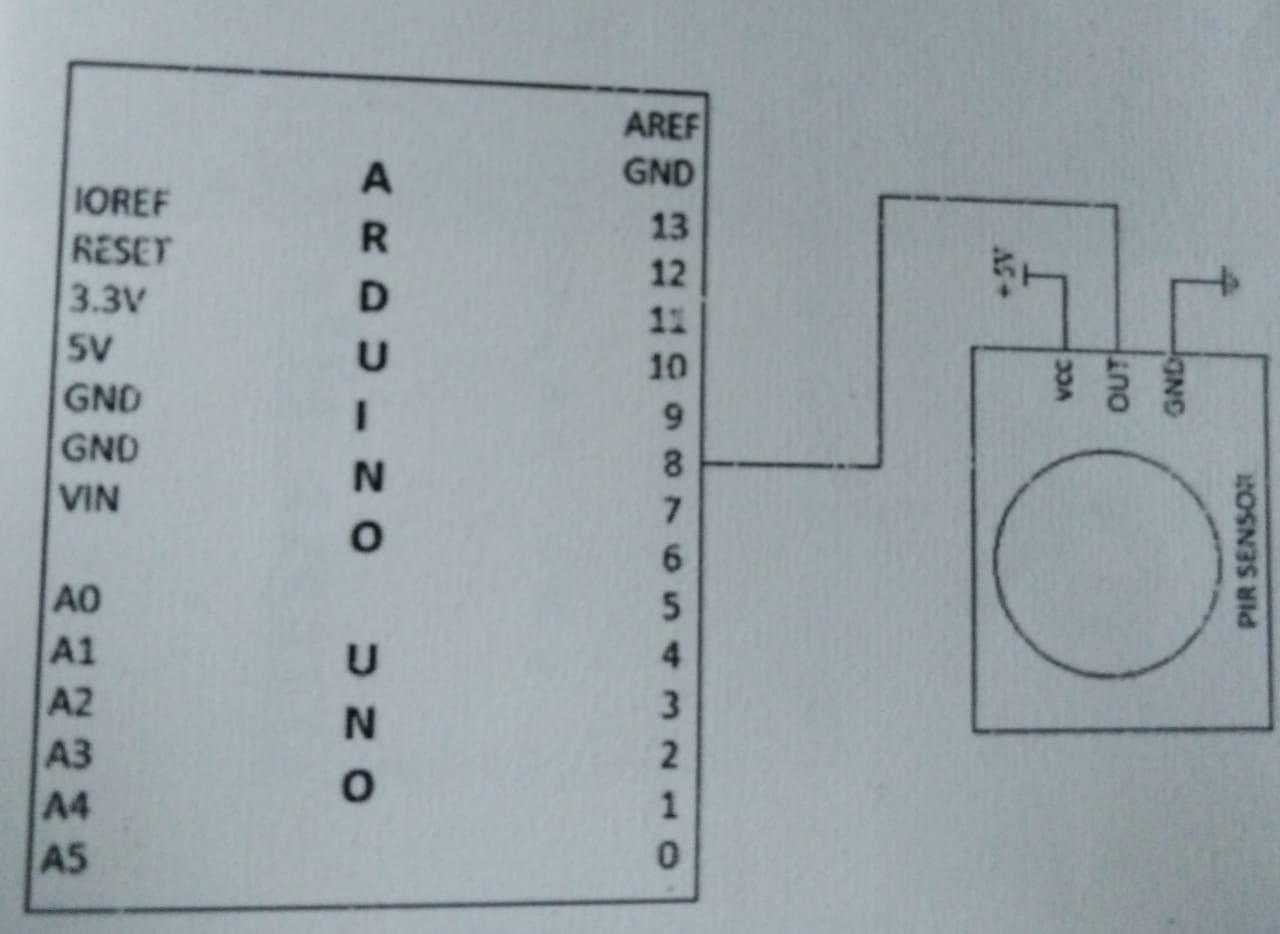 AREF
GND
13
12
11
10
9
8
7
6
5
4
3
2
1
0
IOREF
RESET
3.3V
5V
GND
GND
VIN
A0
A1
A2
A3
A4
A5
A
R
D
U
I
N
O
U
N
O
+5V
VCC
OUT
GND
PIR SENSOR